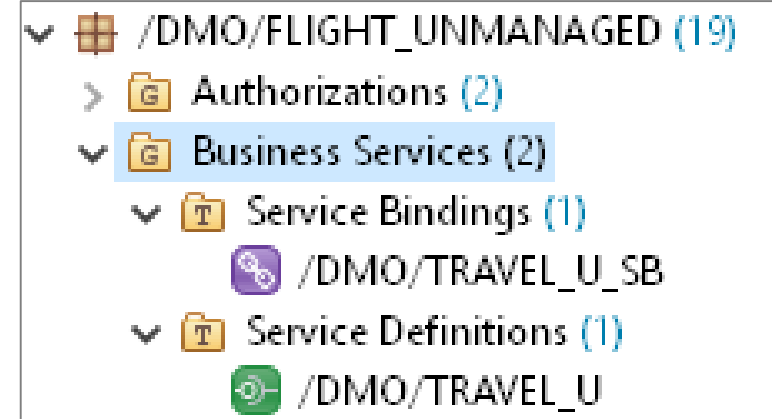 /DMO/FLIGHT_UNMANAGED (19)
G Authorizations (2)
G Business Services (2)
T Service Bindings (1)
/DMO/TRAVEL_U_SB
T Service Definitions (1)
/DMO/TRAVEL_U